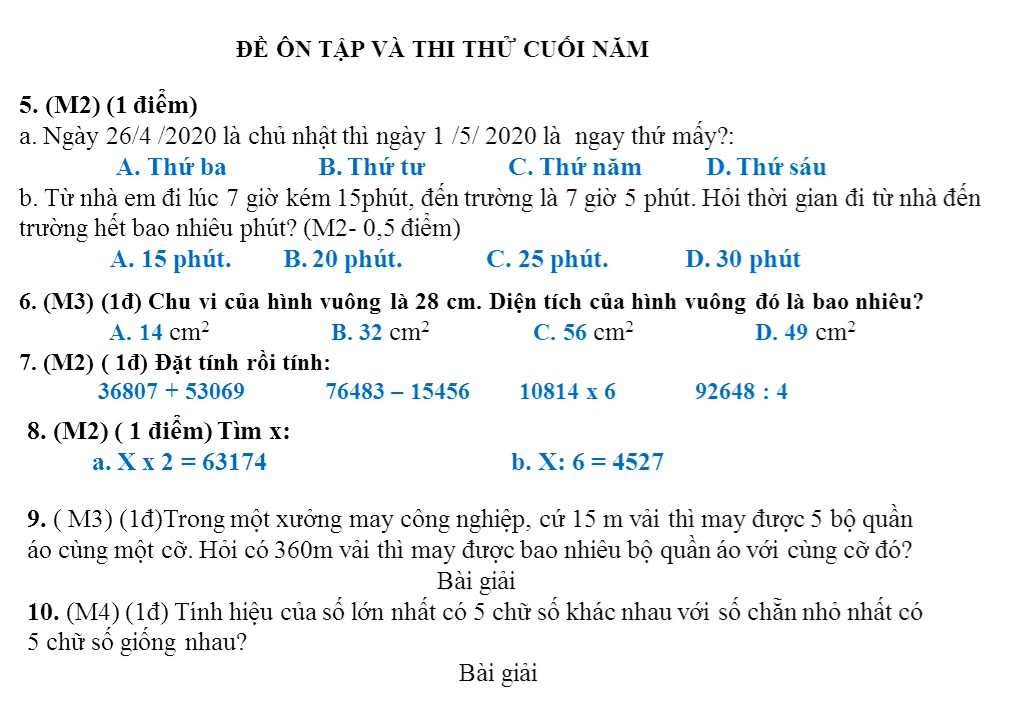 ĐỀ ÔN TẬP VÀ THI THỬ CUỐI NĂM
5. (M2) (1 điểm)
a. Ngày 26/4 /2020 là chủ nhật thì ngày 1 /5/ 2020 là ngay thứ mấy?:
A. Thứ ba B. Thứ tư C. Thứ năm D. Thứ sáu
b. Từ nhà em đi lúc 7 giờ kém 15phút, đến trường là 7 giờ 5 phút. Hỏi thời gian đi từ nhà đến
trường hết bao nhiêu phút? (M2- 0,5 điểm)
A. 15 phút. B. 20 phút. C. 25 phút. D. 30 phút
6. (M3) (1đ) Chu vi của hình vuông là 28 cm. Diện tích của hình vuông đó là bao nhiêu?
A. 14 cm² B. 32 cm² C. 56 cm² D. 49 cm²
7. (M2) ( 1đ) Đặt tính rồi tính:
36807 + 53069 76483 – 15456 10814 x 6 92648 : 4
8. (M2) ( 1 điểm) Tìm x:
a. X x 2 = 63174 b. X: 6 = 4527
9. ( M3) (1đ)Trong một xưởng may công nghiệp, cứ 15 m vải thì may được 5 bộ quần
áo cùng một cỡ. Hỏi có 360m vải thì may được bao nhiêu bộ quần áo với cùng cỡ đó?
Bài giải
10. (M4) (1đ) Tính hiệu của số lớn nhất có 5 chữ số khác nhau với số chẵn nhỏ nhất có
5 chữ số giống nhau?
Bài giải